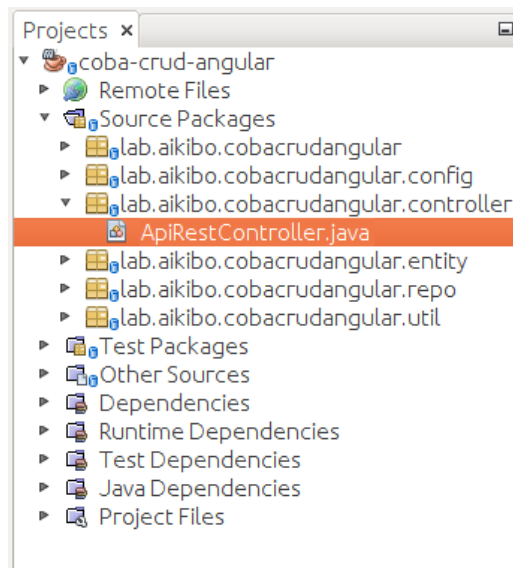 Projects
coba-crud-angular
Remote Files
Source Packages
lab.aikibo.cobacrudangular
lab.aikibo.cobacrudangular.config
lab.aikibo.cobacrudangular.controller
ApiRestController.java
lab.aikibo.cobacrudangular.entity
lab.aikibo.cobacrudangular.repo
lab.aikibo.cobacrudangular.util
Test Packages
Other Sources
Dependencies
Runtime Dependencies
Test Dependencies
Java Dependencies
Project Files